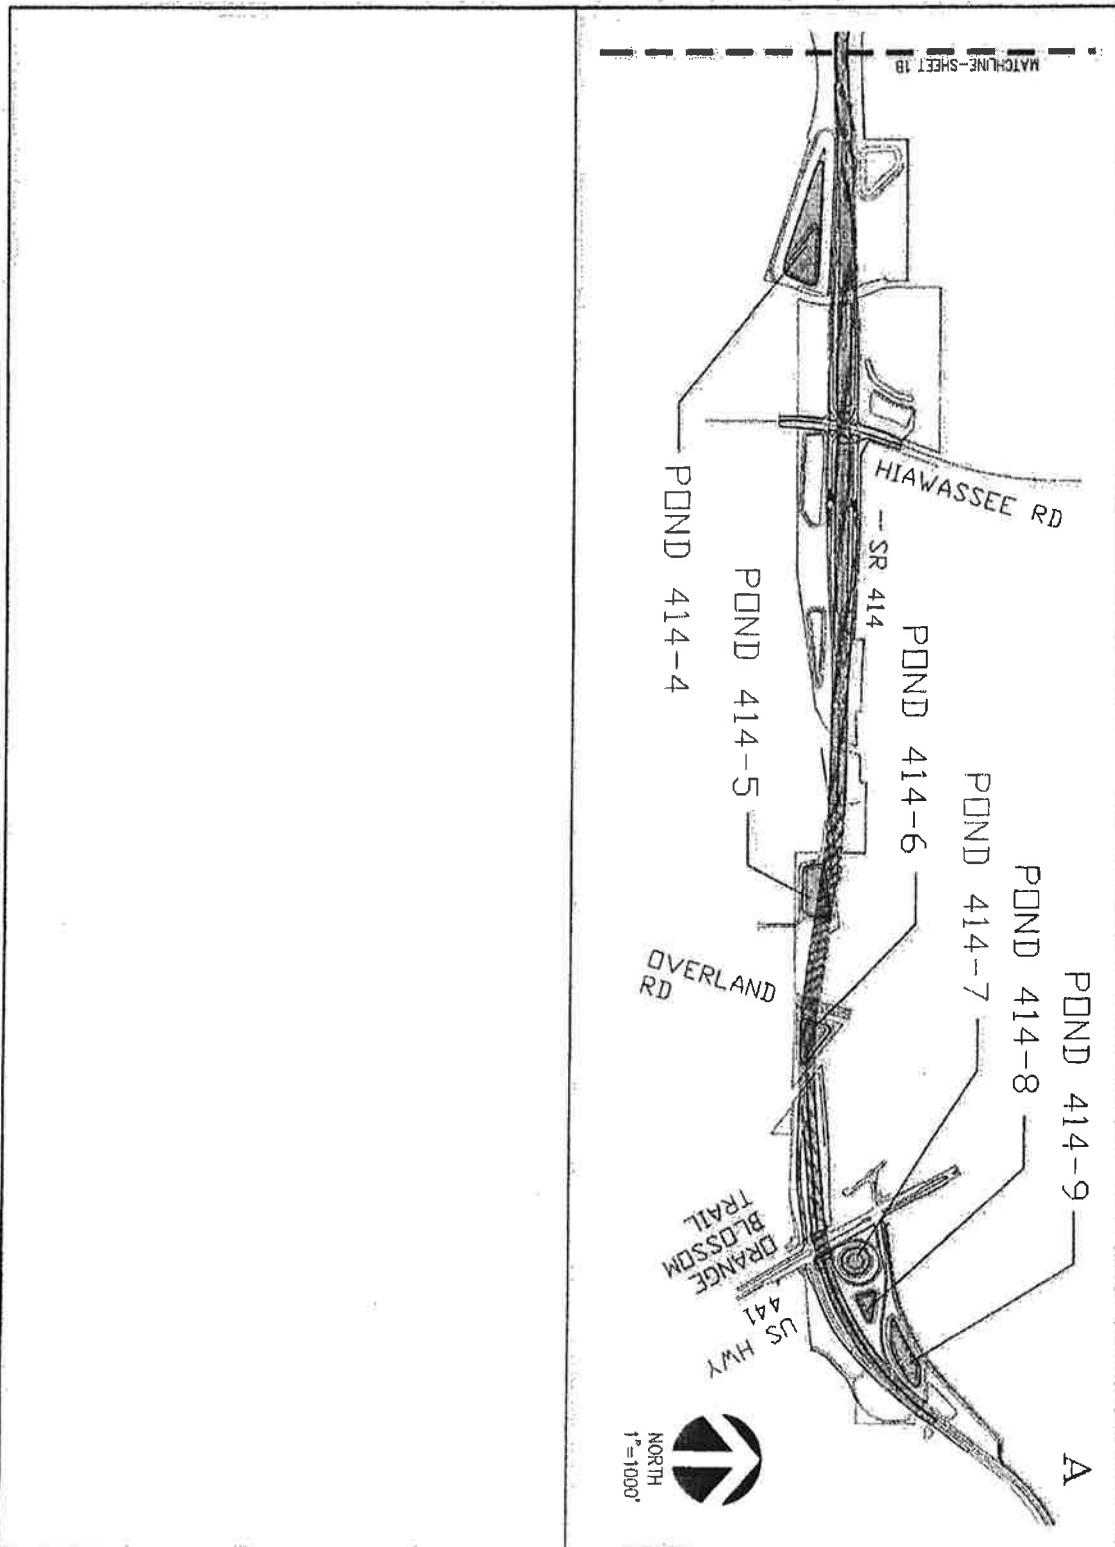 MATCHLINE-SHEET 1B
HIAWASSEE RD
SR 414
POND 414-4
POND 414-5
POND 414-6
POND 414-7
POND 414-8
POND 414-9
OVERLAND
RD
ORANGE
BLOSSOM
TRAIL
US HWY
441
NORTH
1"=1000'
A